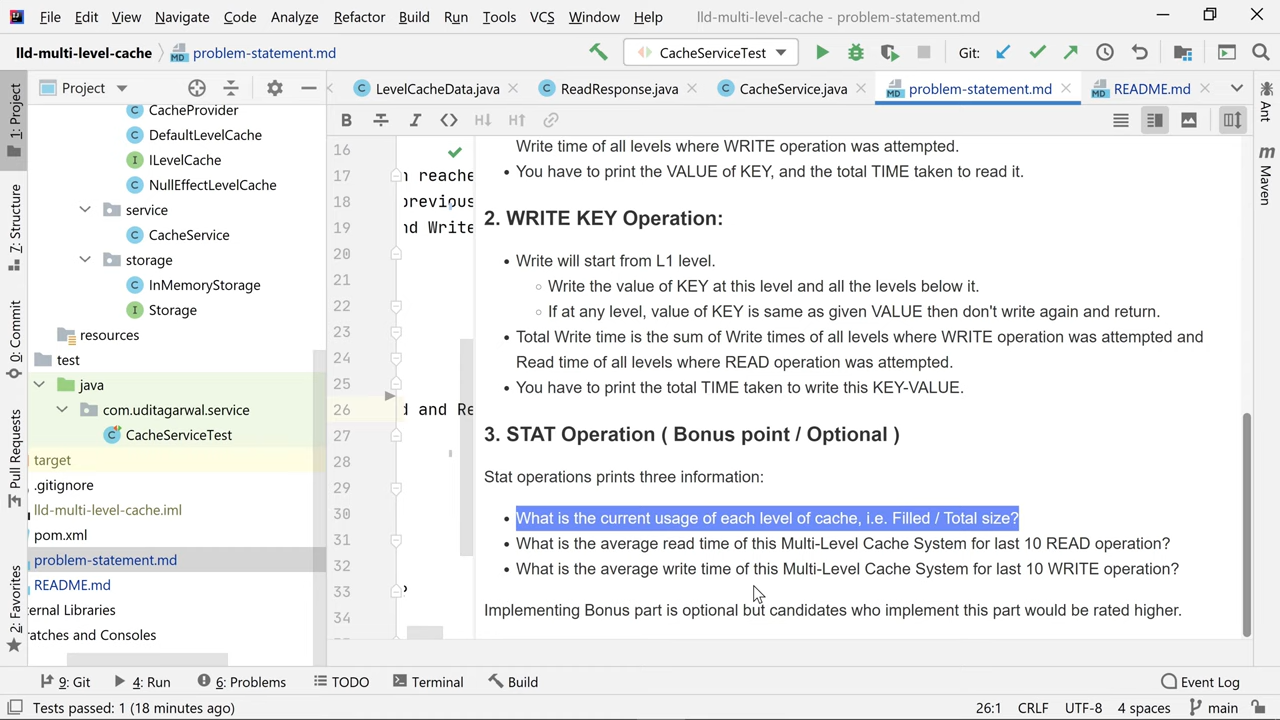 File Edit View Navigate Code Analyze Refactor Build Run Tools VCS Window Help lld-multi-level-cache - problem-statement.md
lld-multi-level-cache problem-statement.md CacheServiceTest Git:
1: Project
7: Structure
0: Commit
Pull Requests
2: Favorites
Project
CacheProvider
DefaultLevelCache
ILevelCache
NullEffectLevelCache
service
CacheService
storage
InMemoryStorage
Storage
resources
test
java
com.uditagarwal.service
CacheServiceTest
target
.gitignore
lld-multi-level-cache.iml
pom.xml
problem-statement.md
README.md
ernal Libraries
ratches and Consoles
LevelCacheData.java ReadResponse.java CacheService.java problem-statement.md README.md
16
17 n reache
18 previous
19 nd Write
20
21
22
23
24
25
26 d and Re
27
28
29
30
31
32
33
34
Write time of all levels where WRITE operation was attempted.
• You have to print the VALUE of KEY, and the total TIME taken to read it.
2. WRITE KEY Operation:
• Write will start from L1 level.
◦ Write the value of KEY at this level and all the levels below it.
◦ If at any level, value of KEY is same as given VALUE then don't write again and return.
• Total Write time is the sum of Write times of all levels where WRITE operation was attempted and
Read time of all levels where READ operation was attempted.
• You have to print the total TIME taken to write this KEY-VALUE.
3. STAT Operation ( Bonus point / Optional )
Stat operations prints three information:
• What is the current usage of each level of cache, i.e. Filled / Total size?
• What is the average read time of this Multi-Level Cache System for last 10 READ operation?
• What is the average write time of this Multi-Level Cache System for last 10 WRITE operation?
Implementing Bonus part is optional but candidates who implement this part would be rated higher.
Ant
Maven
9: Git 4: Run 6: Problems TODO Terminal Build Event Log
Tests passed: 1 (18 minutes ago) 26:1 CRLF UTF-8 4 spaces main